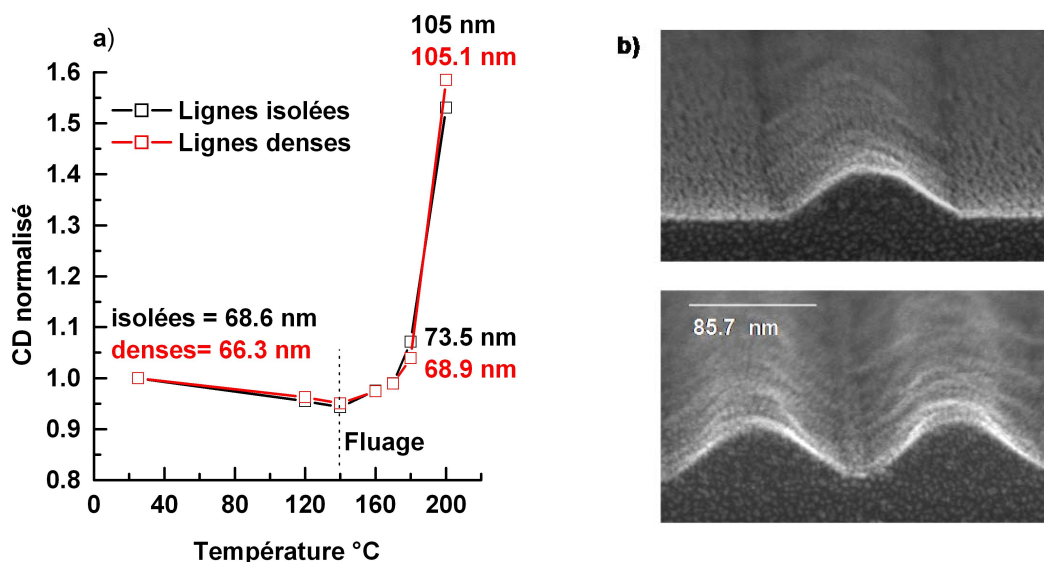 a)
105 nm
105.1 nm
1.6
1.5
1.4
1.3
1.2
1.1
1.0
0.9
0.8
CD normalisé
Lignes isolées
Lignes denses
isolées = 68.6 nm
denses= 66.3 nm
73.5 nm
68.9 nm
Fluage
0 40 80 120 160 200
Température °C
b)
85.7 nm